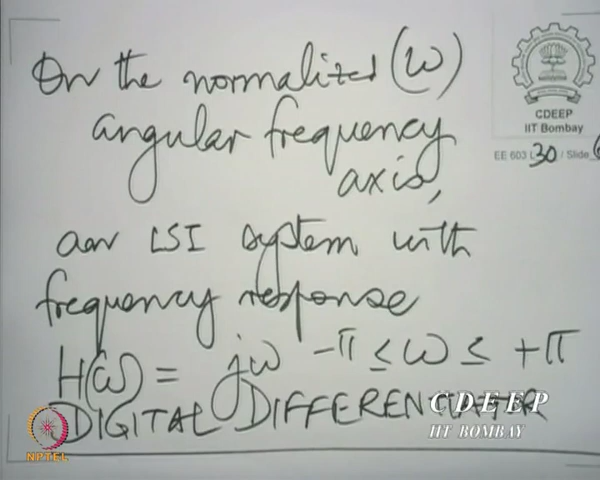 On the normalized (ω)
angular frequency
axis,
an LSI system with
frequency response
H(ω) = jω -π ≤ ω ≤ +π
DIGITAL DIFFERENTIATOR
CDEEP
IIT Bombay
EE 603 L 30 / Slide
CDEEP
IIT BOMBAY
NPTEL